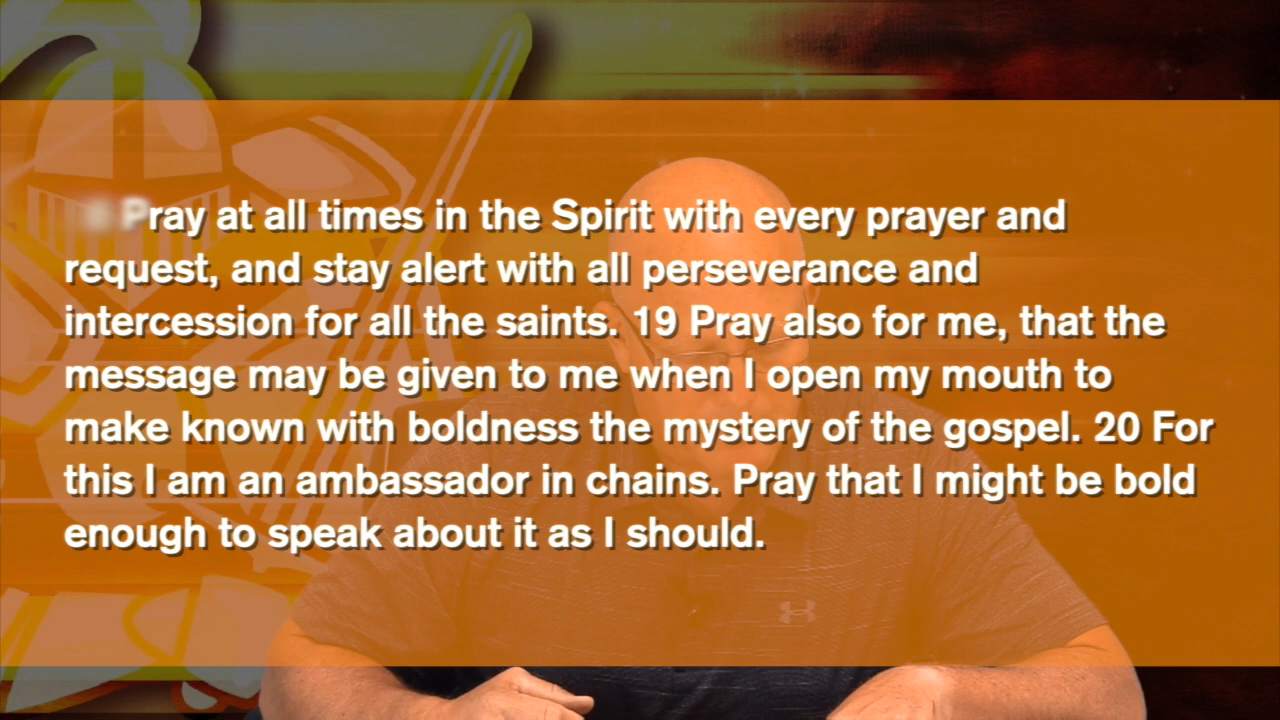 Pray at all times in the Spirit with every prayer and
request, and stay alert with all perseverance and
intercession for all the saints. 19 Pray also for me, that the
message may be given to me when I open my mouth to
make known with boldness the mystery of the gospel. 20 For
this I am an ambassador in chains. Pray that I might be bold
enough to speak about it as I should.